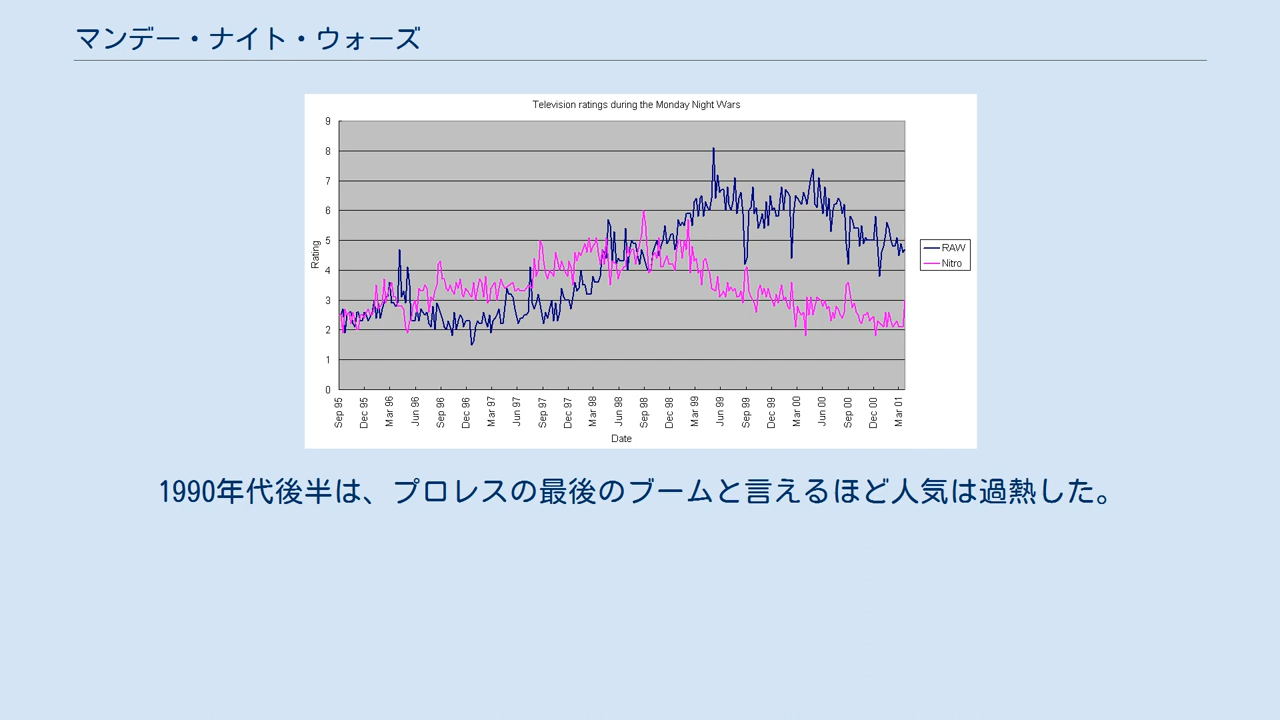 マンデー・ナイト・ウォーズ
Television ratings during the Monday Night Wars
9
8
7
6
5
4
3
2
1
0
Rating
Sep 95
Dec 95
Mar 96
Jun 96
Sep 96
Dec 96
Mar 97
Jun 97
Sep 97
Dec 97
Mar 98
Jun 98
Sep 98
Dec 98
Mar 99
Jun 99
Sep 99
Dec 99
Mar 00
Jun 00
Sep 00
Dec 00
Mar 01
Date
RAW
Nitro
1990年代後半は、プロレスの最後のブームと言えるほど人気は過熱した。